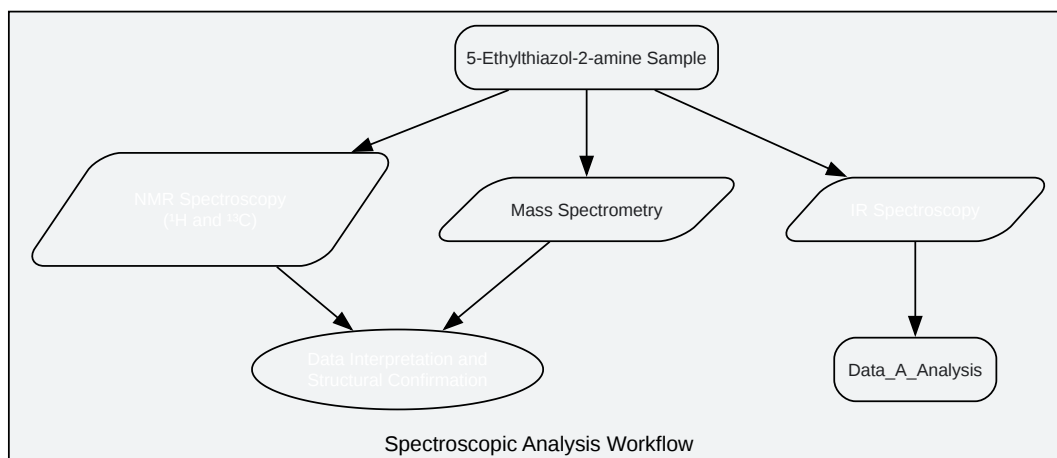 5-Ethylthiazol-2-amine Sample
NMR Spectroscopy
(¹H and ¹³C)
Mass Spectrometry
IR Spectroscopy
Data Interpretation and
Structural Confirmation
Data_A_Analysis
Spectroscopic Analysis Workflow